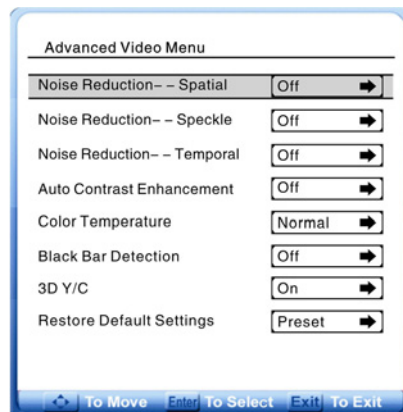 Advanced Video Menu
Noise Reduction– – Spatial Off
Noise Reduction– – Speckle Off
Noise Reduction– – Temporal Off
Auto Contrast Enhancement Off
Color Temperature Normal
Black Bar Detection Off
3D Y/C On
Restore Default Settings Preset
To Move Enter To Select Exit To Exit